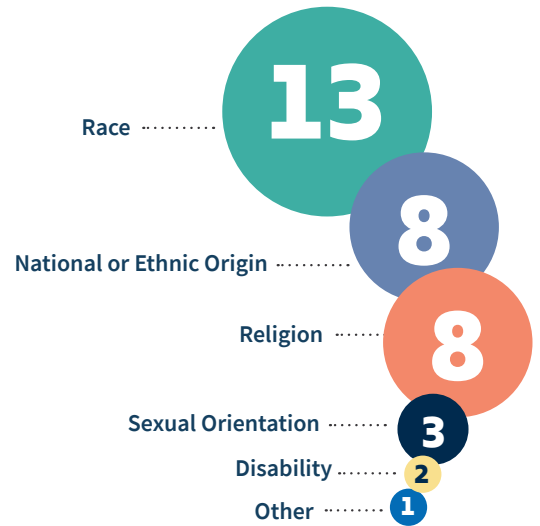 Race 13
National or Ethnic Origin 8
Religion 8
Sexual Orientation 3
Disability 2
Other 1